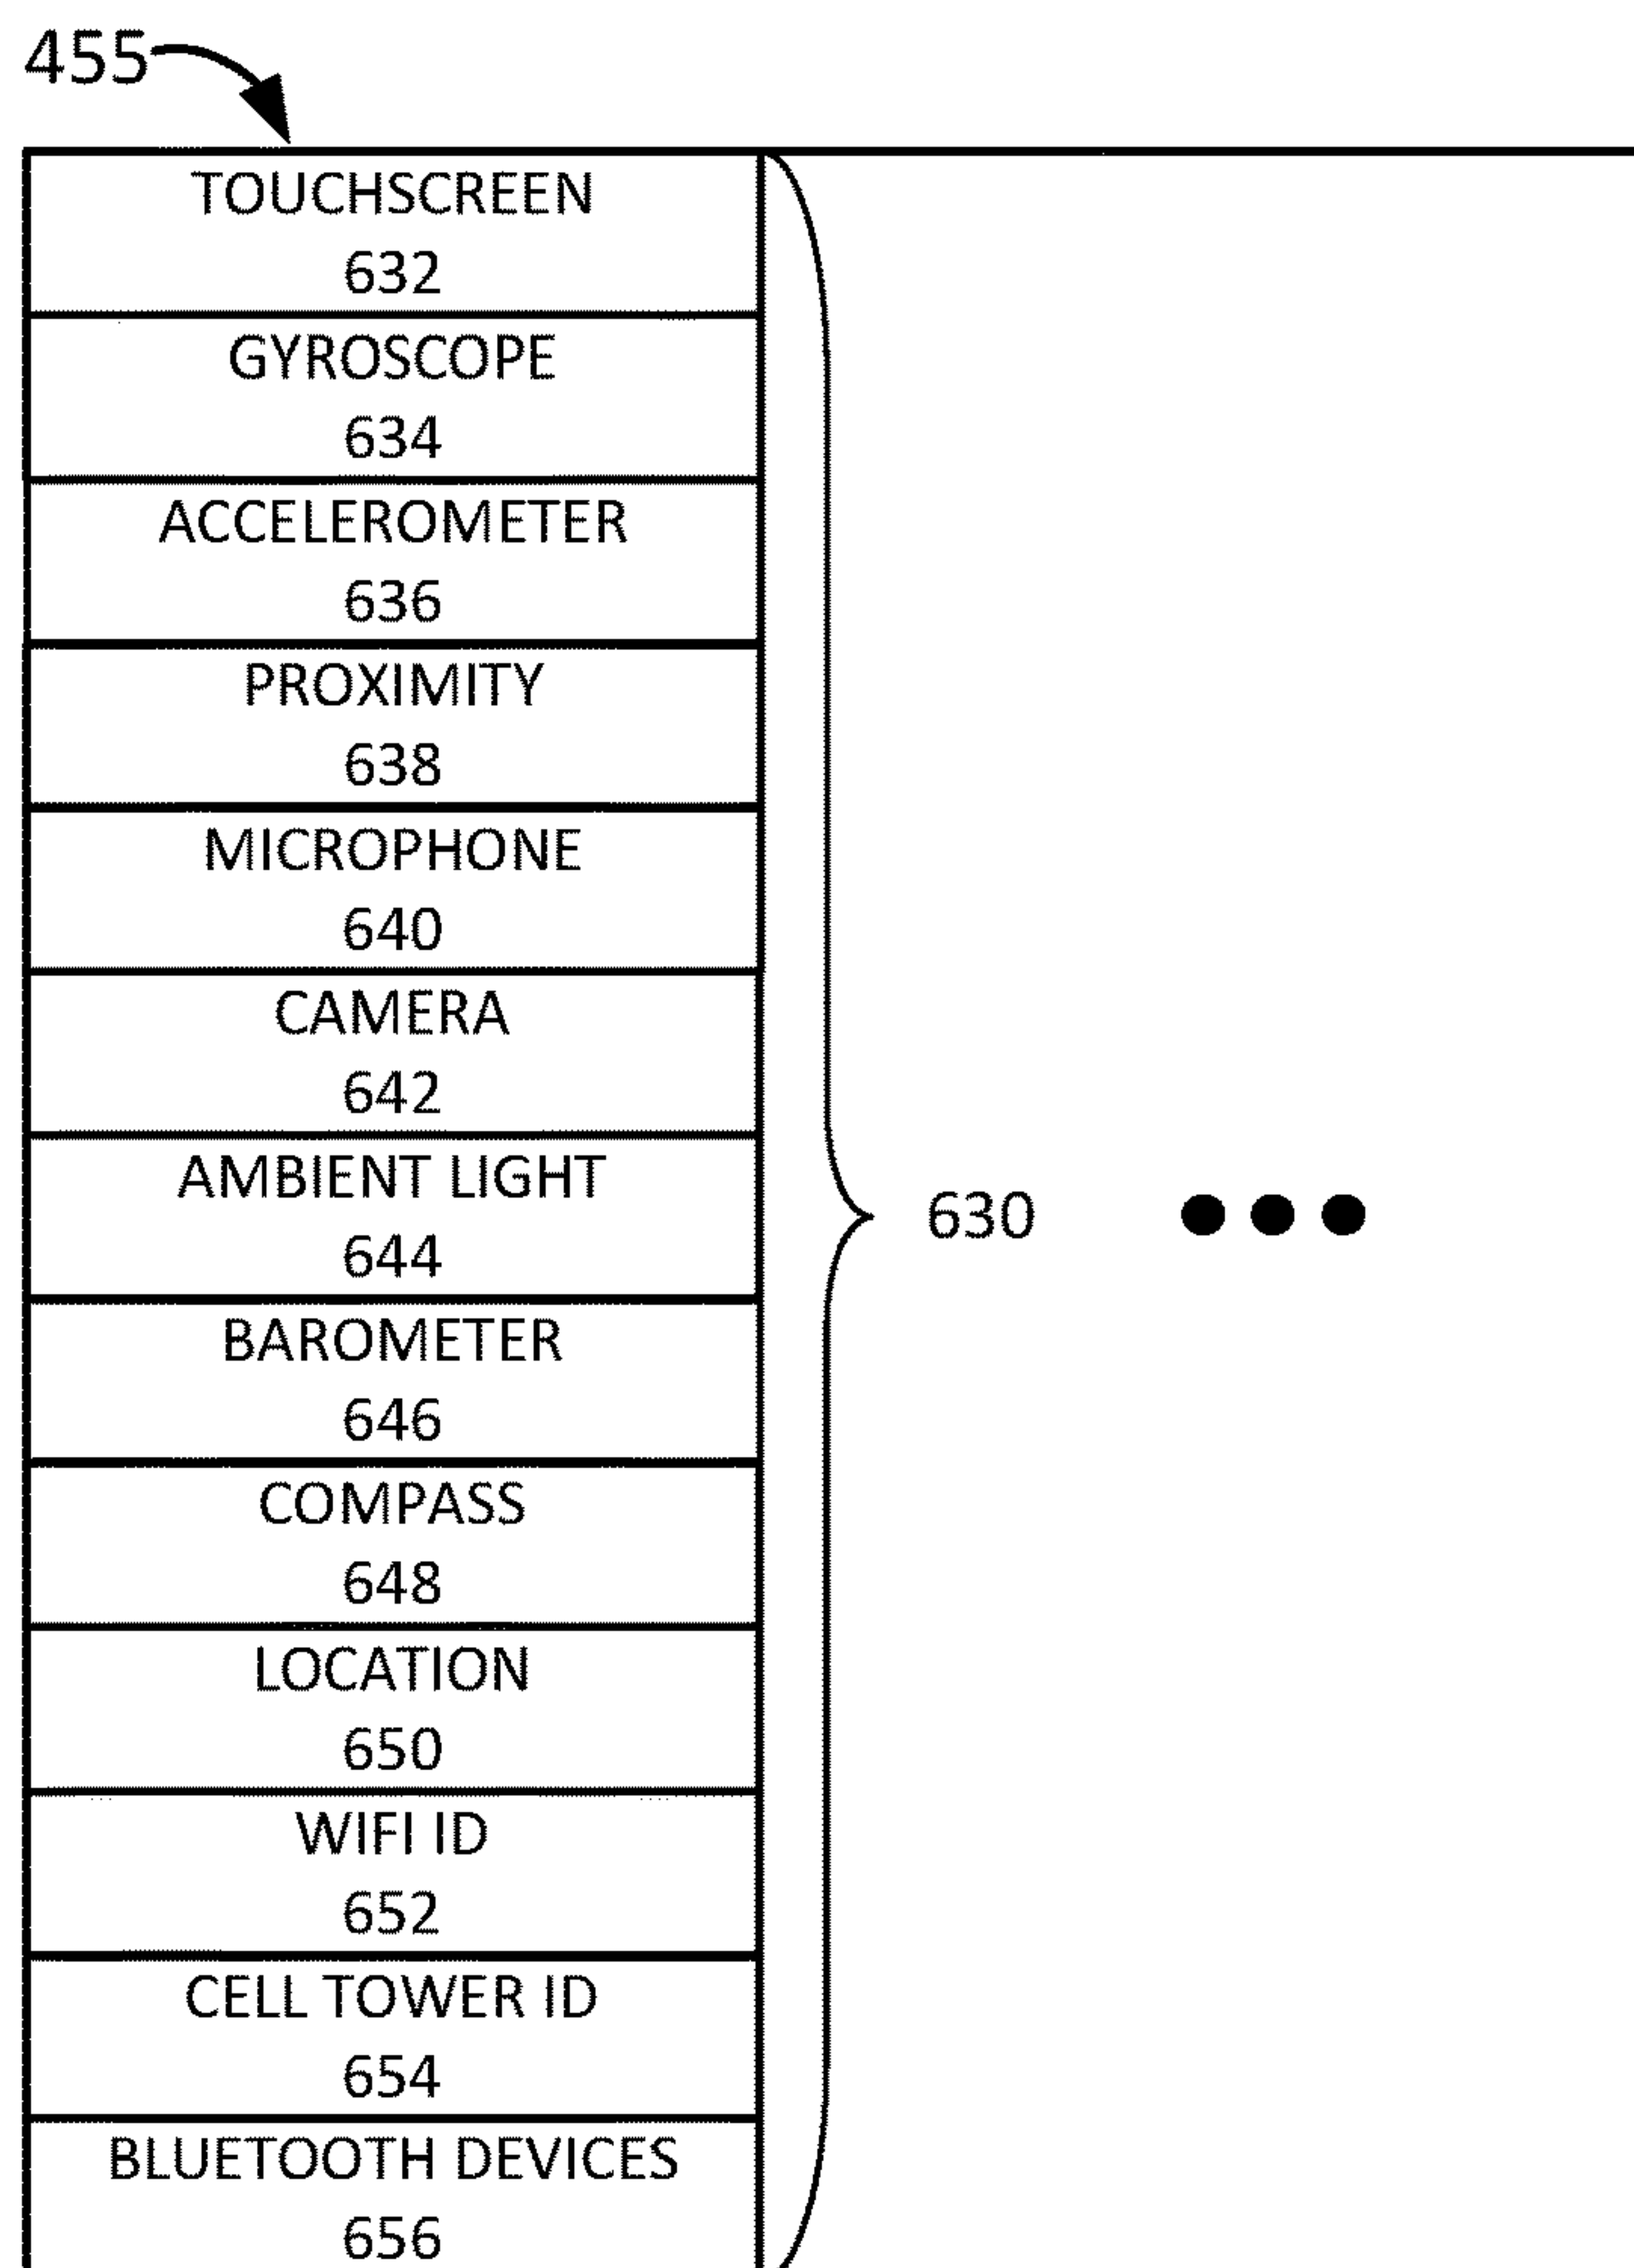 455
TOUCHSCREEN
632
GYROSCOPE
634
ACCELEROMETER
636
PROXIMITY
638
MICROPHONE
640
CAMERA
642
AMBIENT LIGHT
644
630
BAROMETER
646
COMPASS
648
LOCATION
650
WIFI ID
652
CELL TOWER ID
654
BLUETOOTH DEVICES
656